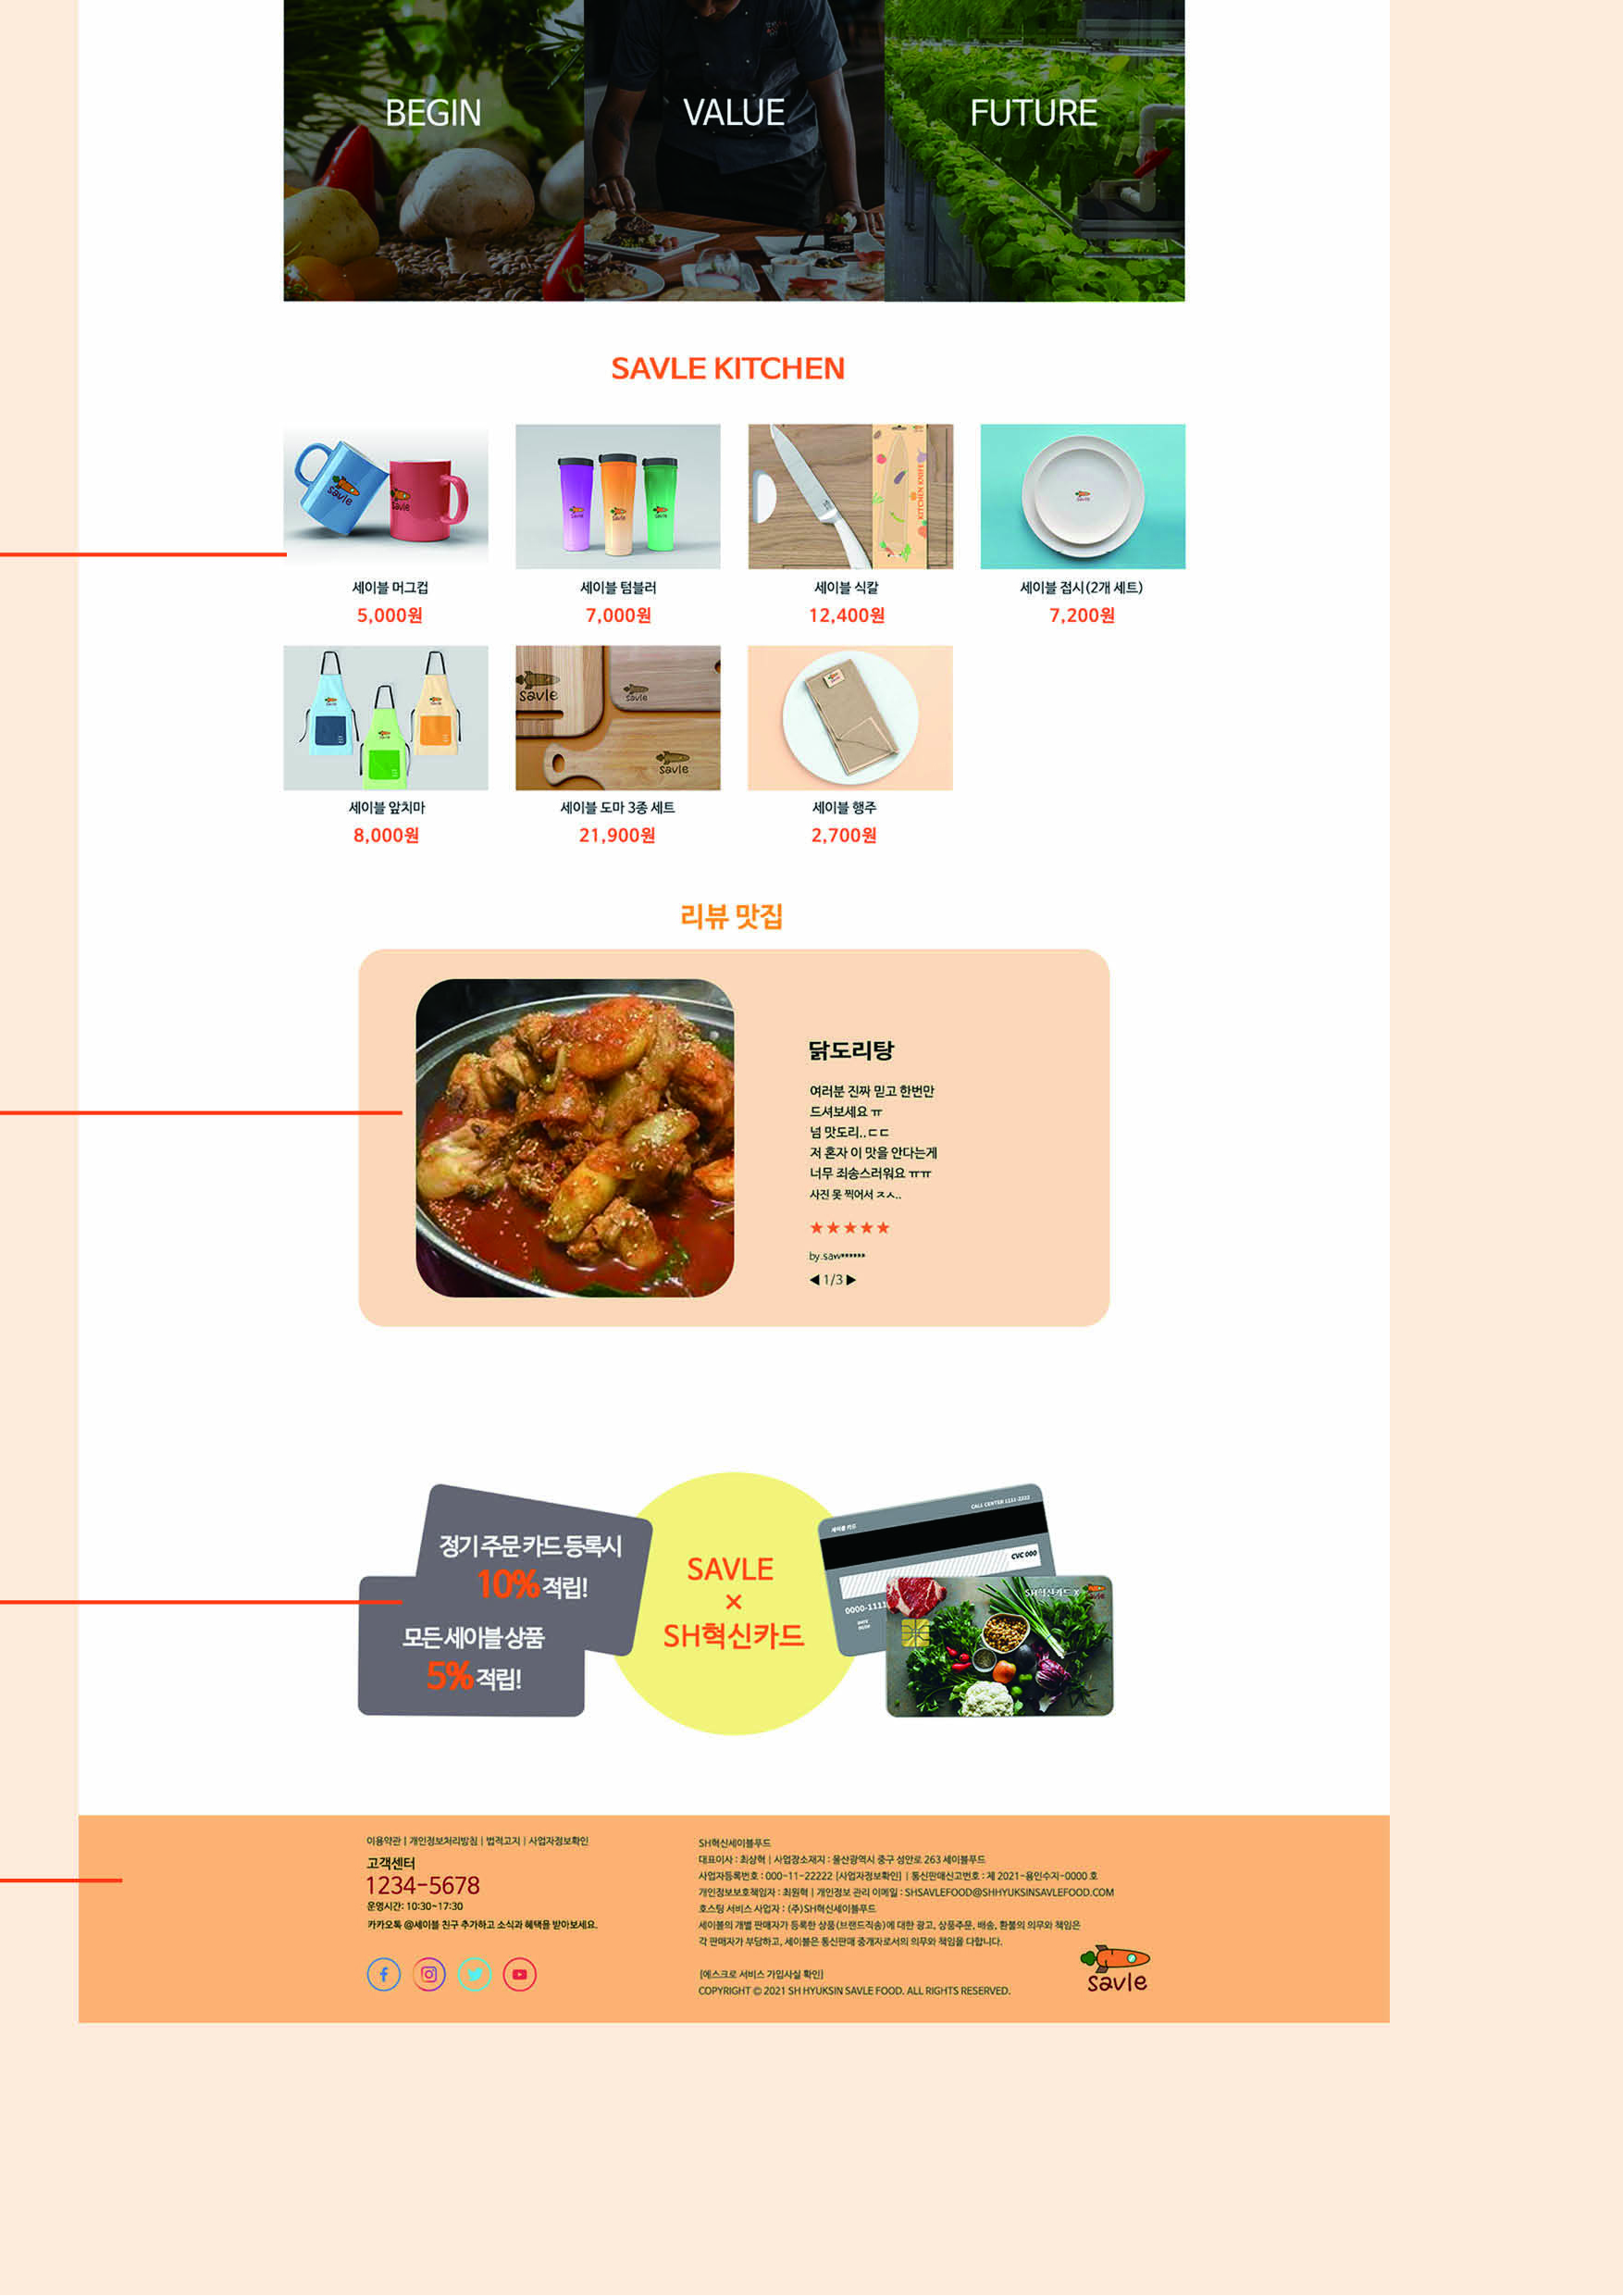 BEGIN
VALUE
FUTURE
SAVLE KITCHEN
savle
savle
savle
savle
savle
KITCHEN KNIFE
savle
세이블 머그컵
세이블 텀블러
세이블 식칼
세이블 접시(2개 세트)
5,000원
7,000원
12,400원
7,200원
savle
savle
savle
세이블 앞치마
세이블 도마 3종 세트
세이블 행주
8,000원
21,900원
2,700원
리뷰 맛집
닭도리탕
여러분 진짜 믿고 한번만
드셔보세요 ㅠ
넘 맛도리..ㄷㄷ
저 혼자 이 맛을 안다는게
너무 죄송스러워요 ㅠㅠ
사진 못 찍어서 ㅈㅅ..
★★★★★
by.savv******
◀ 1/3 ▶
정기 주문 카드 등록시
10% 적립!
모든 세이블 상품
5% 적립!
SAVLE
×
SH혁신카드
CALL CENTER 1111-2222
세이블 카드
CVC 000
0000-1111
SH혁신카드 X savle
이용약관 | 개인정보처리방침 | 법적고지 | 사업자정보확인
고객센터
1234-5678
운영시간: 10:30~17:30
카카오톡 @세이블 친구 추가하고 소식과 혜택을 받아보세요.
SH혁신세이블푸드
대표이사 : 최상혁 | 사업장소재지 : 울산광역시 중구 성안로 263 세이블푸드
사업자등록번호 : 000-11-22222 [사업자정보확인] | 통신판매신고번호 : 제 2021-용인수지-0000 호
개인정보보호책임자 : 최원혁 | 개인정보 관리 이메일 : SHSAVLEFOOD@SHHYUKSINSAVLEFOOD.COM
호스팅 서비스 사업자 : (주)SH혁신세이블푸드
세이블의 개별 판매자가 등록한 상품(브랜드직송)에 대한 광고, 상품주문, 배송, 환불의 의무와 책임은
각 판매자가 부담하고, 세이블은 통신판매 중개자로서의 의무와 책임을 다합니다.
[에스크로 서비스 가입사실 확인]
COPYRIGHT © 2021 SH HYUKSIN SAVLE FOOD. ALL RIGHTS RESERVED.
savle